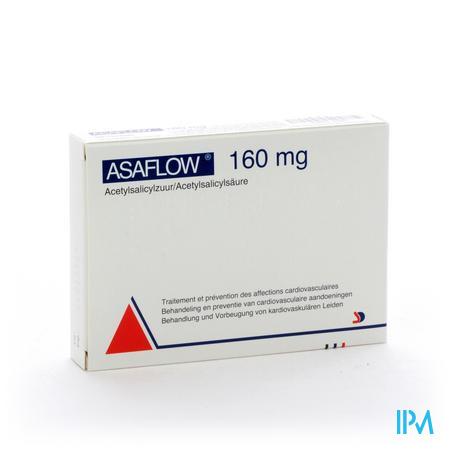 ASAFLOW® 160 mg
Acetylsalicylzuur/Acetylsalicylsäure
Traitement et prévention des affections cardiovasculaires
Behandeling en preventie van cardiovasculaire aandoeningen
Behandlung und Vorbeugung von kardiovaskulären Leiden
IPM